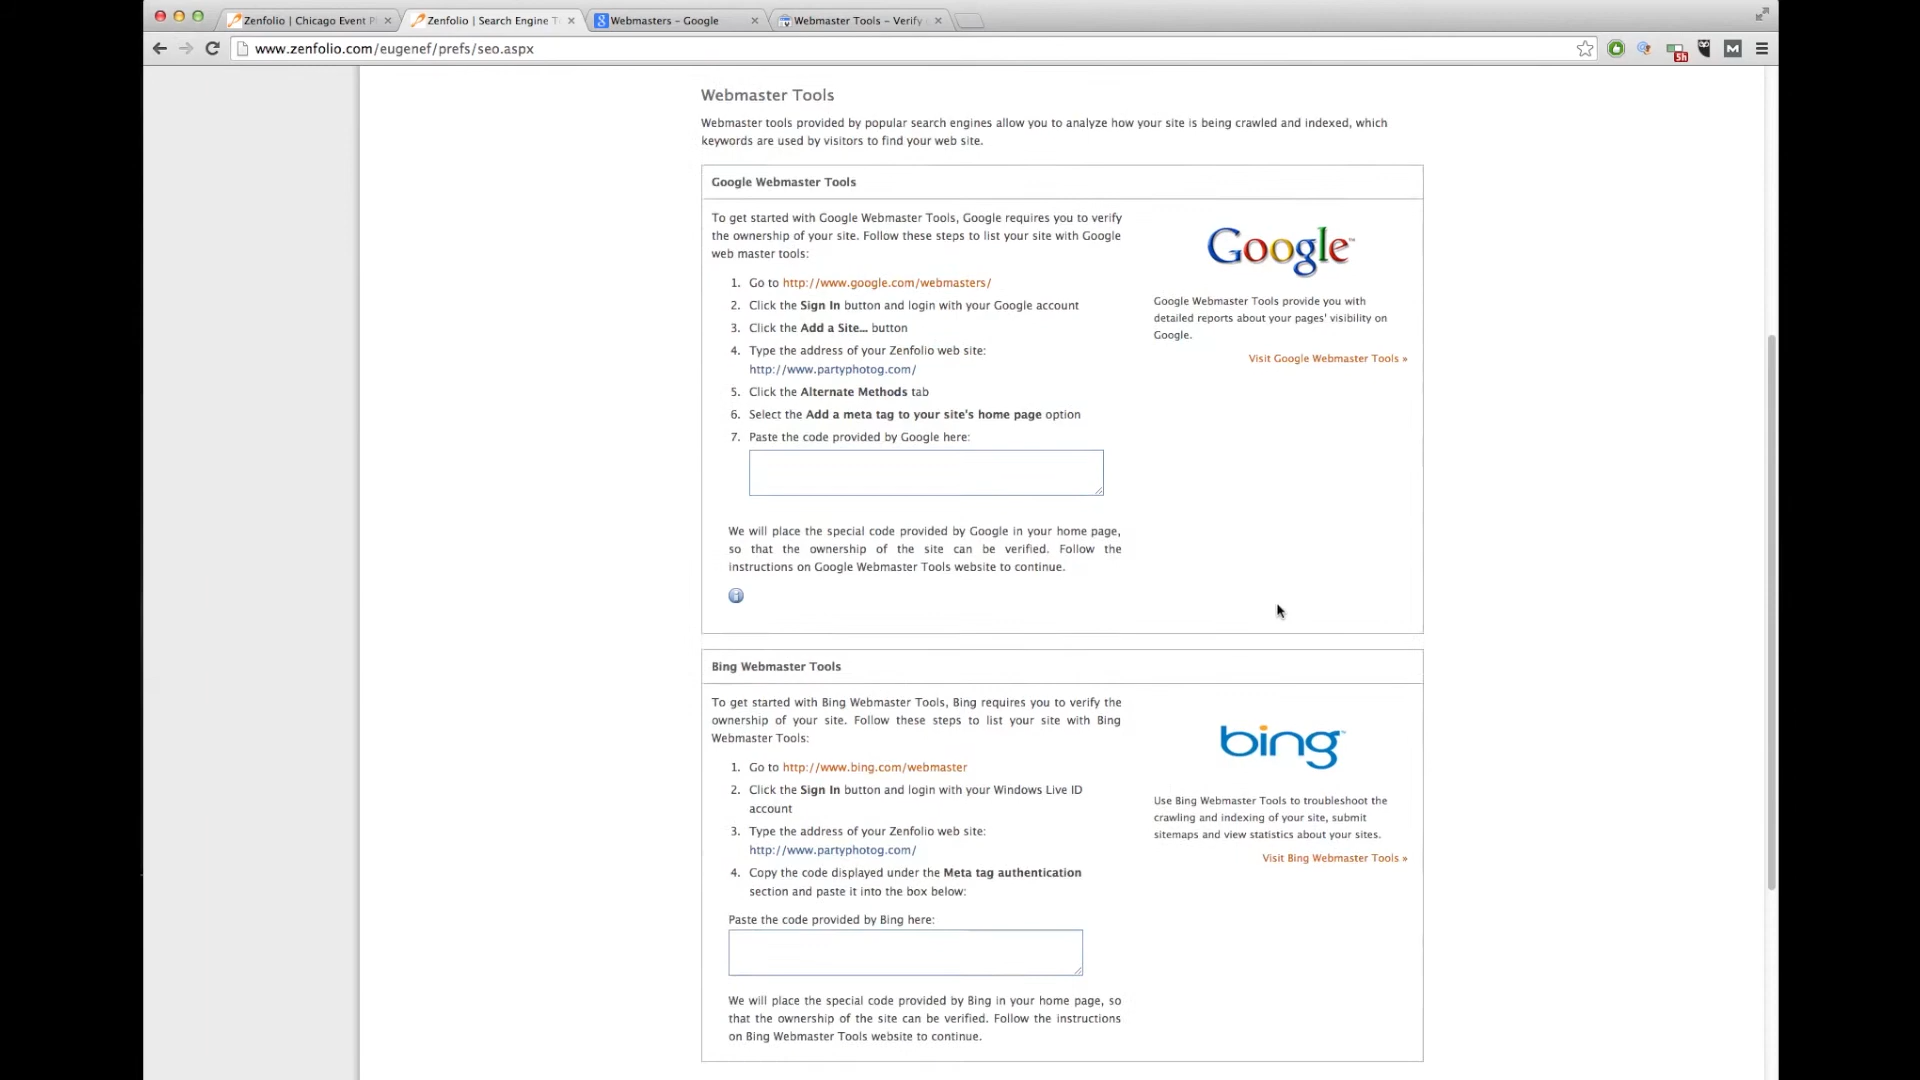 Zenfolio | Chicago Event P
Zenfolio | Search Engine T
Webmasters – Google
Webmaster Tools – Verify
www.zenfolio.com/eugenef/prefs/seo.aspx
5h
M
Webmaster Tools
Webmaster tools provided by popular search engines allow you to analyze how your site is being crawled and indexed, which
keywords are used by visitors to find your web site.
Google Webmaster Tools
To get started with Google Webmaster Tools, Google requires you to verify
the ownership of your site. Follow these steps to list your site with Google
web master tools:
1. Go to http://www.google.com/webmasters/
2. Click the Sign In button and login with your Google account
3. Click the Add a Site... button
4. Type the address of your Zenfolio web site:
http://www.partyphotog.com/
5. Click the Alternate Methods tab
6. Select the Add a meta tag to your site's home page option
7. Paste the code provided by Google here:
We will place the special code provided by Google in your home page,
so that the ownership of the site can be verified. Follow the
instructions on Google Webmaster Tools website to continue.
Google™
Google Webmaster Tools provide you with
detailed reports about your pages' visibility on
Google.
Visit Google Webmaster Tools »
Bing Webmaster Tools
To get started with Bing Webmaster Tools, Bing requires you to verify the
ownership of your site. Follow these steps to list your site with Bing
Webmaster Tools:
1. Go to http://www.bing.com/webmaster
2. Click the Sign In button and login with your Windows Live ID
account
3. Type the address of your Zenfolio web site:
http://www.partyphotog.com/
4. Copy the code displayed under the Meta tag authentication
section and paste it into the box below:
Paste the code provided by Bing here:
We will place the special code provided by Bing in your home page, so
that the ownership of the site can be verified. Follow the instructions
on Bing Webmaster Tools website to continue.
bing™
Use Bing Webmaster Tools to troubleshoot the
crawling and indexing of your site, submit
sitemaps and view statistics about your sites.
Visit Bing Webmaster Tools »